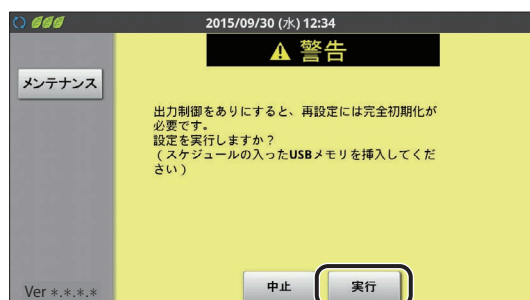 2015/09/30 (水) 12:34
警告
メンテナンス
出力制御をありにすると、再設定には完全初期化が
必要です。
設定を実行しますか？
（スケジュールの入ったUSBメモリを挿入してくだ
さい）
中止
実行
Ver *.*.*.*